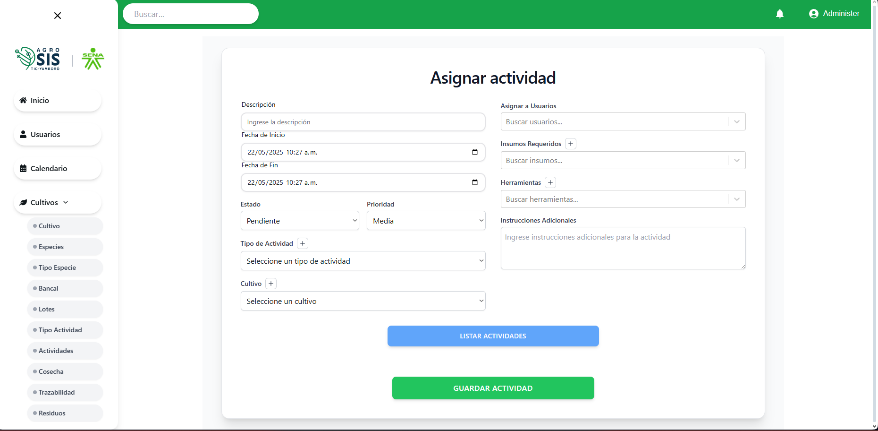 Buscar...
Administer
AGRO
SIS
TIC-YAMBORO
SENA
Inicio
Usuarios
Calendario
Cultivos
Cultivo
Especies
Tipo Especie
Bancal
Lotes
Tipo Actividad
Actividades
Cosecha
Trazabilidad
Residuos
Asignar actividad
Descripción
Ingrese la descripción
Fecha de Inicio
22/05/2025 10:27 a. m.
Fecha de Fin
22/05/2025 10:27 a. m.
Estado
Prioridad
Pendiente
Media
Tipo de Actividad +
Seleccione un tipo de actividad
Cultivo +
Seleccione un cultivo
Asignar a Usuarios
Buscar usuarios...
Insumos Requeridos +
Buscar insumos...
Herramientas +
Buscar herramientas...
Instrucciones Adicionales
Ingrese instrucciones adicionales para la actividad
LISTAR ACTIVIDADES
GUARDAR ACTIVIDAD